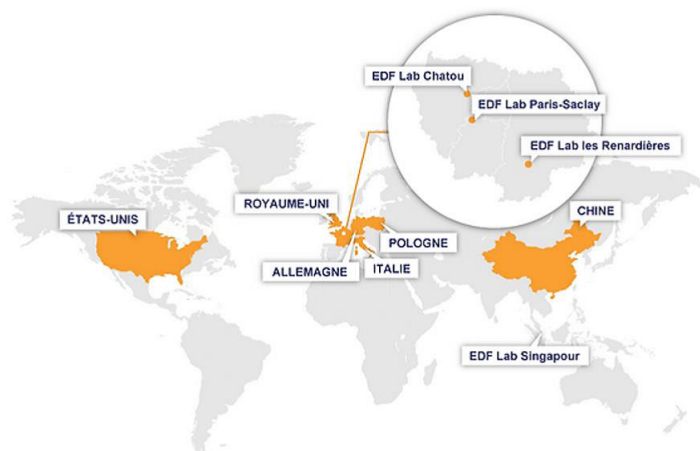 EDF Lab Chatou
EDF Lab Paris-Saclay
EDF Lab les Renardières
ROYAUME-UNI
CHINE
ÉTATS-UNIS
POLOGNE
ALLEMAGNE
ITALIE
EDF Lab Singapour